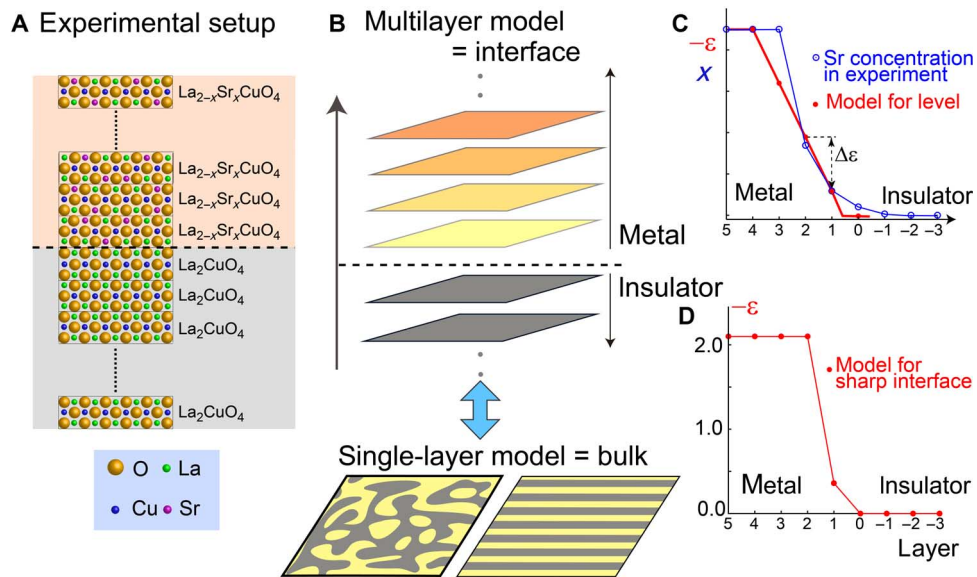 A Experimental setup
La2−xSrxCuO4
La2−xSrxCuO4
La2−xSrxCuO4
La2−xSrxCuO4
La2CuO4
La2CuO4
La2CuO4
La2CuO4
O La
Cu Sr
B Multilayer model
= interface
Metal
Insulator
Single-layer model = bulk
C
−ε
x
Sr concentration
in experiment
Model for level
Δε
Metal Insulator
5 4 3 2 1 0 −1 −2 −3
D
−ε
2.0
1.0
0.0
Model for
sharp interface
Metal Insulator
5 4 3 2 1 0 −1 −2 −3
Layer